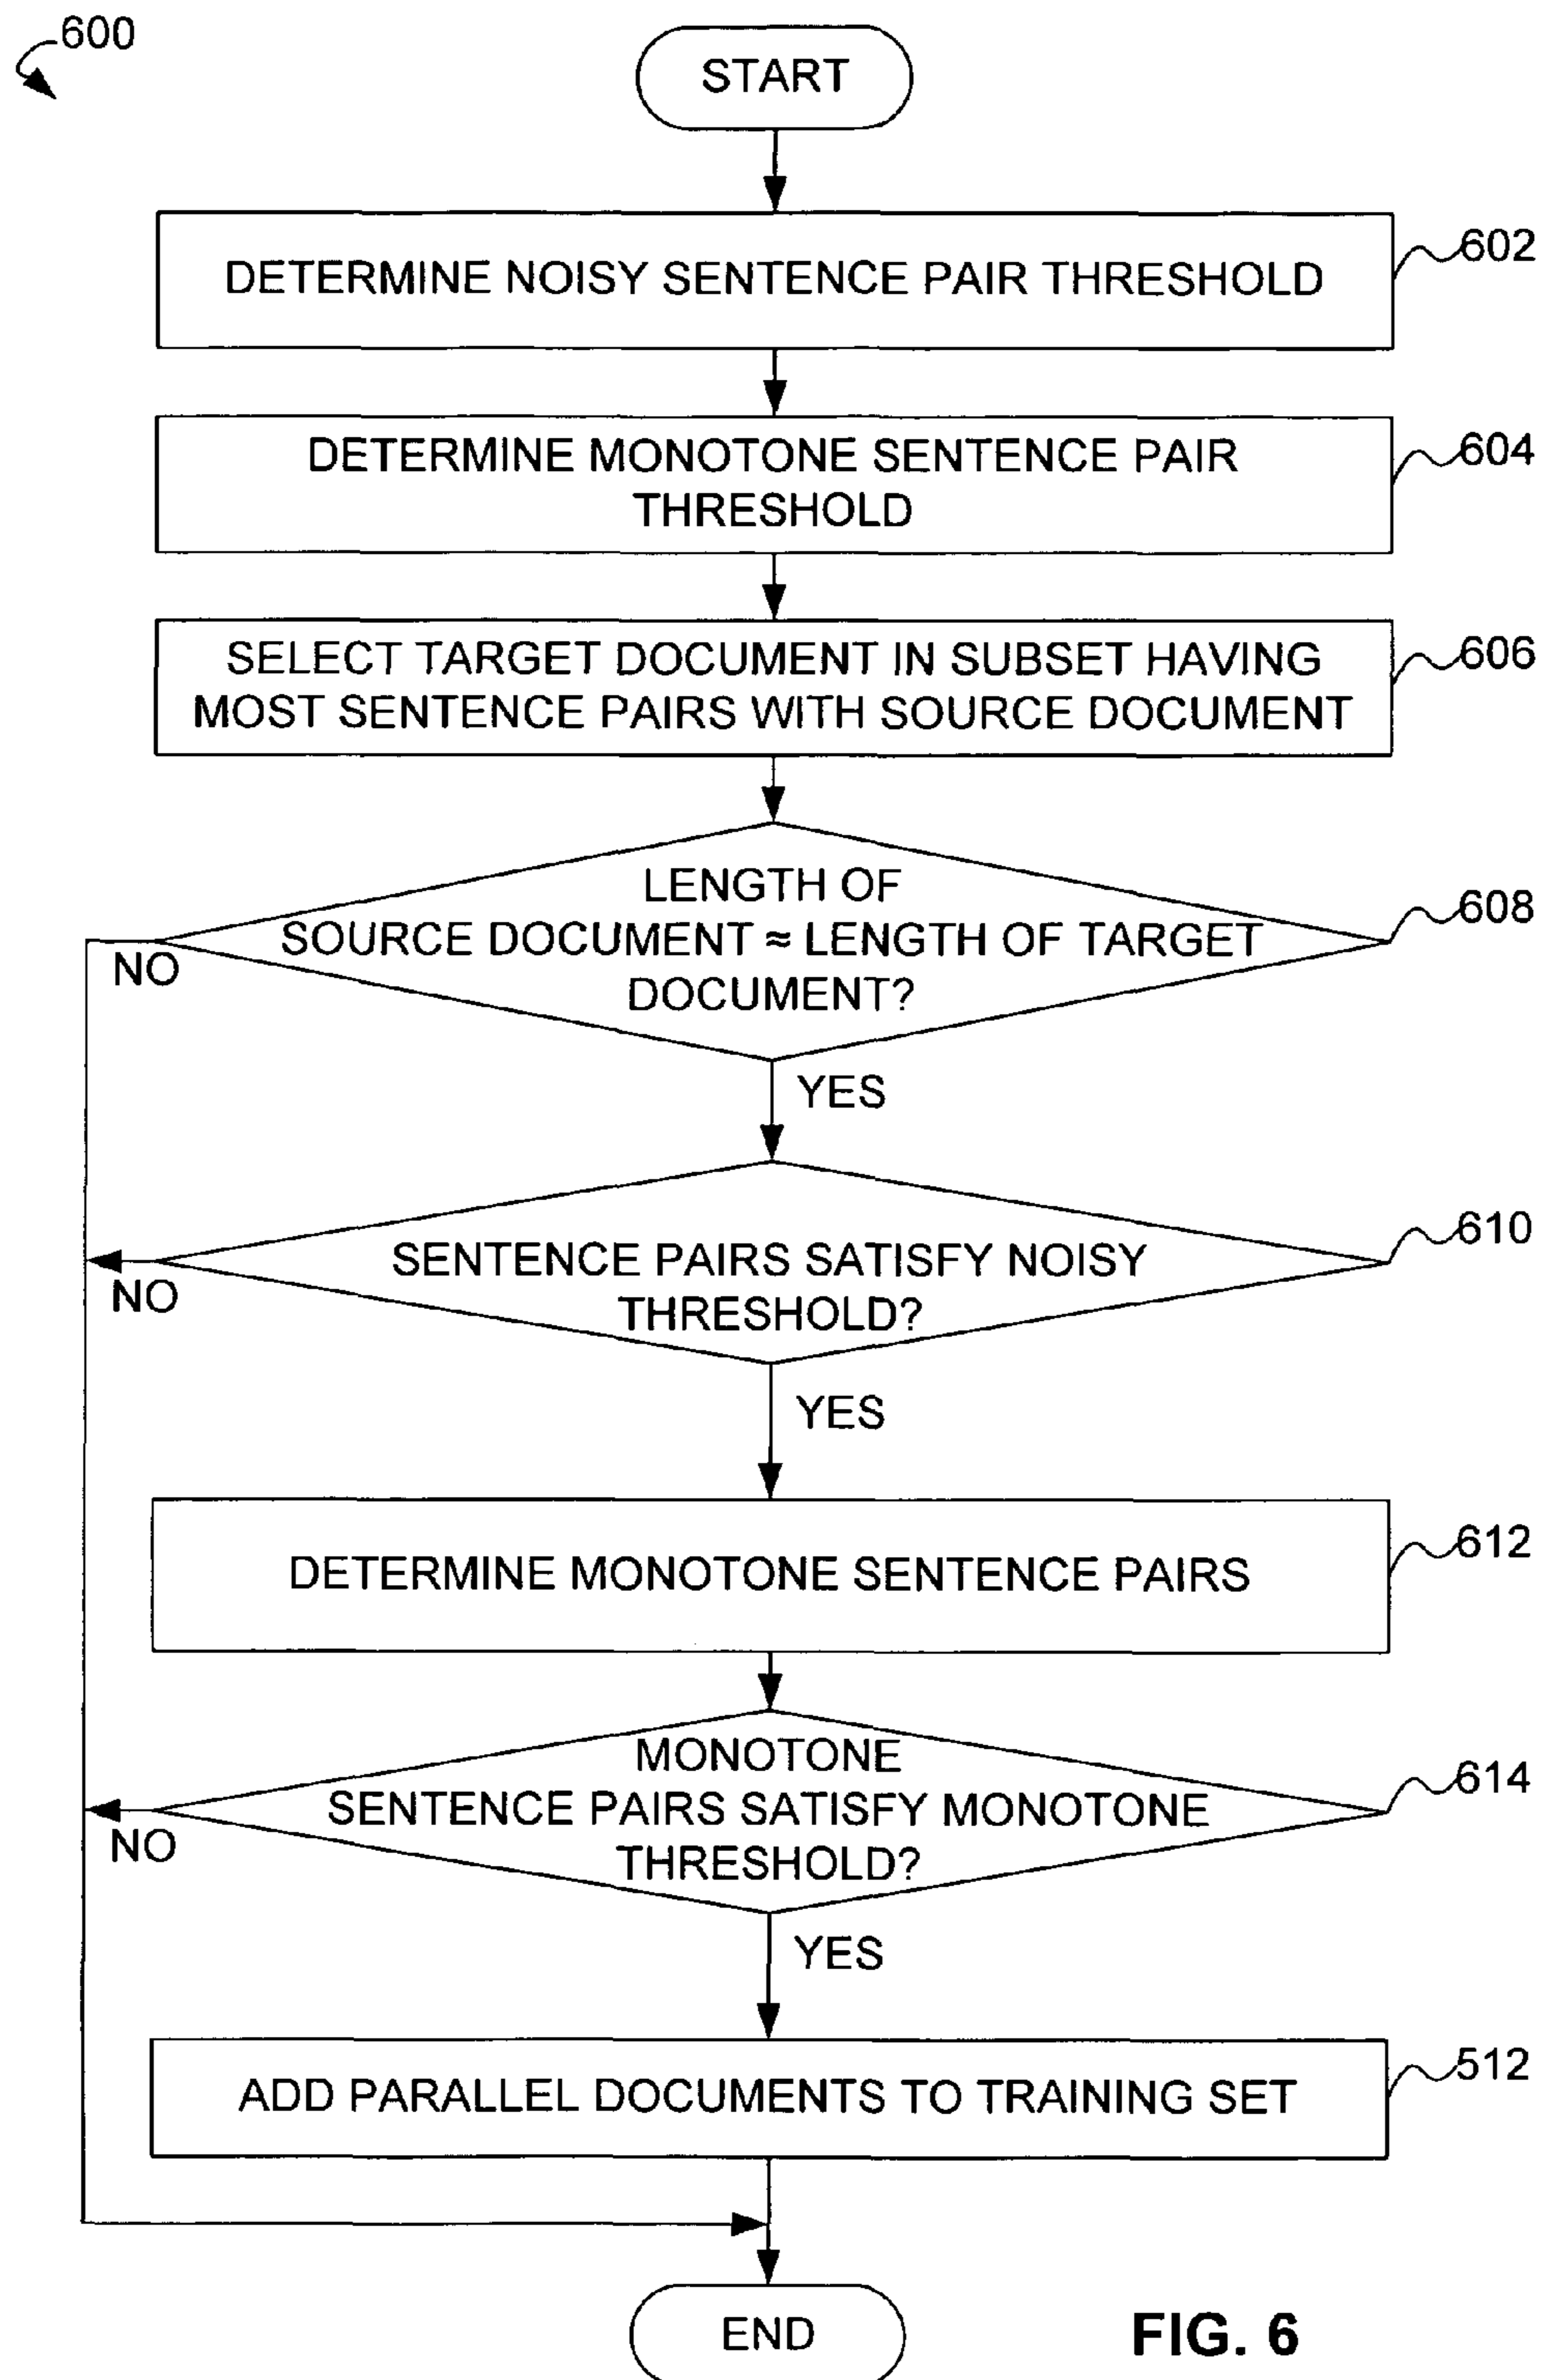 600
START
DETERMINE NOISY SENTENCE PAIR THRESHOLD
602
DETERMINE MONOTONE SENTENCE PAIR
THRESHOLD
604
SELECT TARGET DOCUMENT IN SUBSET HAVING
MOST SENTENCE PAIRS WITH SOURCE DOCUMENT
606
LENGTH OF
SOURCE DOCUMENT ≈ LENGTH OF TARGET
DOCUMENT?
608
NO
YES
SENTENCE PAIRS SATISFY NOISY
THRESHOLD?
610
NO
YES
DETERMINE MONOTONE SENTENCE PAIRS
612
MONOTONE
SENTENCE PAIRS SATISFY MONOTONE
THRESHOLD?
614
NO
YES
ADD PARALLEL DOCUMENTS TO TRAINING SET
512
END
FIG. 6